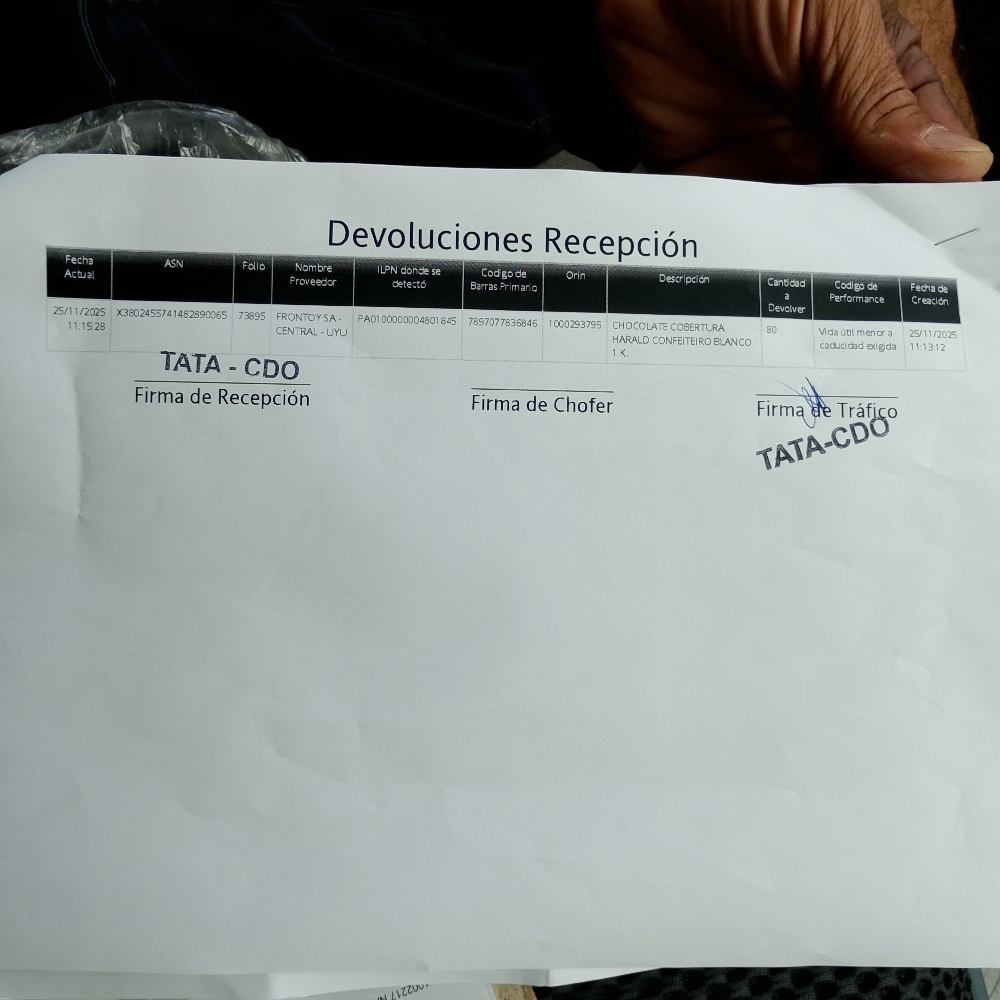 Devoluciones Recepción
Fecha Actual | ASN | Folio | Nombre Proveedor | ILPN donde se detectó | Codigo de Barras Primario | Orin | Descripción | Cantidad a Devolver | Codigo de Performance | Fecha de Creación
25/11/2025 11:15:28 | X3802455741482890065 | 73895 | FRONTOY SA - CENTRAL - UYU | PA0100000004801845 | 7897077836846 | 1000293795 | CHOCOLATE COBERTURA HARALD CONFEITEIRO BLANCO 1 K. | 80 | Vida útil menor a caducidad exigida | 25/11/2025 11:13:12
TATA - CDO
Firma de Recepción
Firma de Chofer
Firma de Tráfico
TATA-CDO